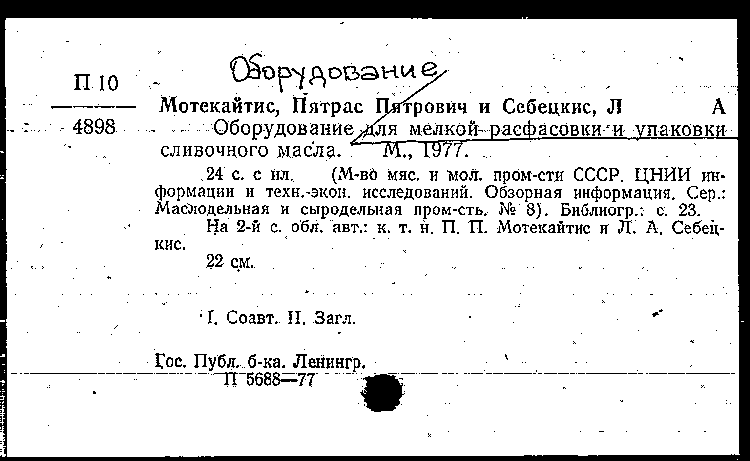 Оборудование
П 10
4898
Мотекайтис, Пятрас Пятрович и Себецкис, Л А
Оборудование для мелкой расфасовки и упаковки
сливочного масла. М., 1977.
24 с. с ил. (М-во мяс. и мол. пром-сти СССР. ЦНИИ ин-
формации и техн.-экон. исследований. Обзорная информация. Сер.:
Маслодельная и сыродельная пром-сть. № 8). Библиогр.: с. 23.
На 2-й с. обл. авт.: к. т. н. П. П. Мотекайтис и Л. А. Себец-
кис.
22 см.
I. Соавт. II. Загл.
Гос. Публ. б-ка. Ленингр.
П 5688—77